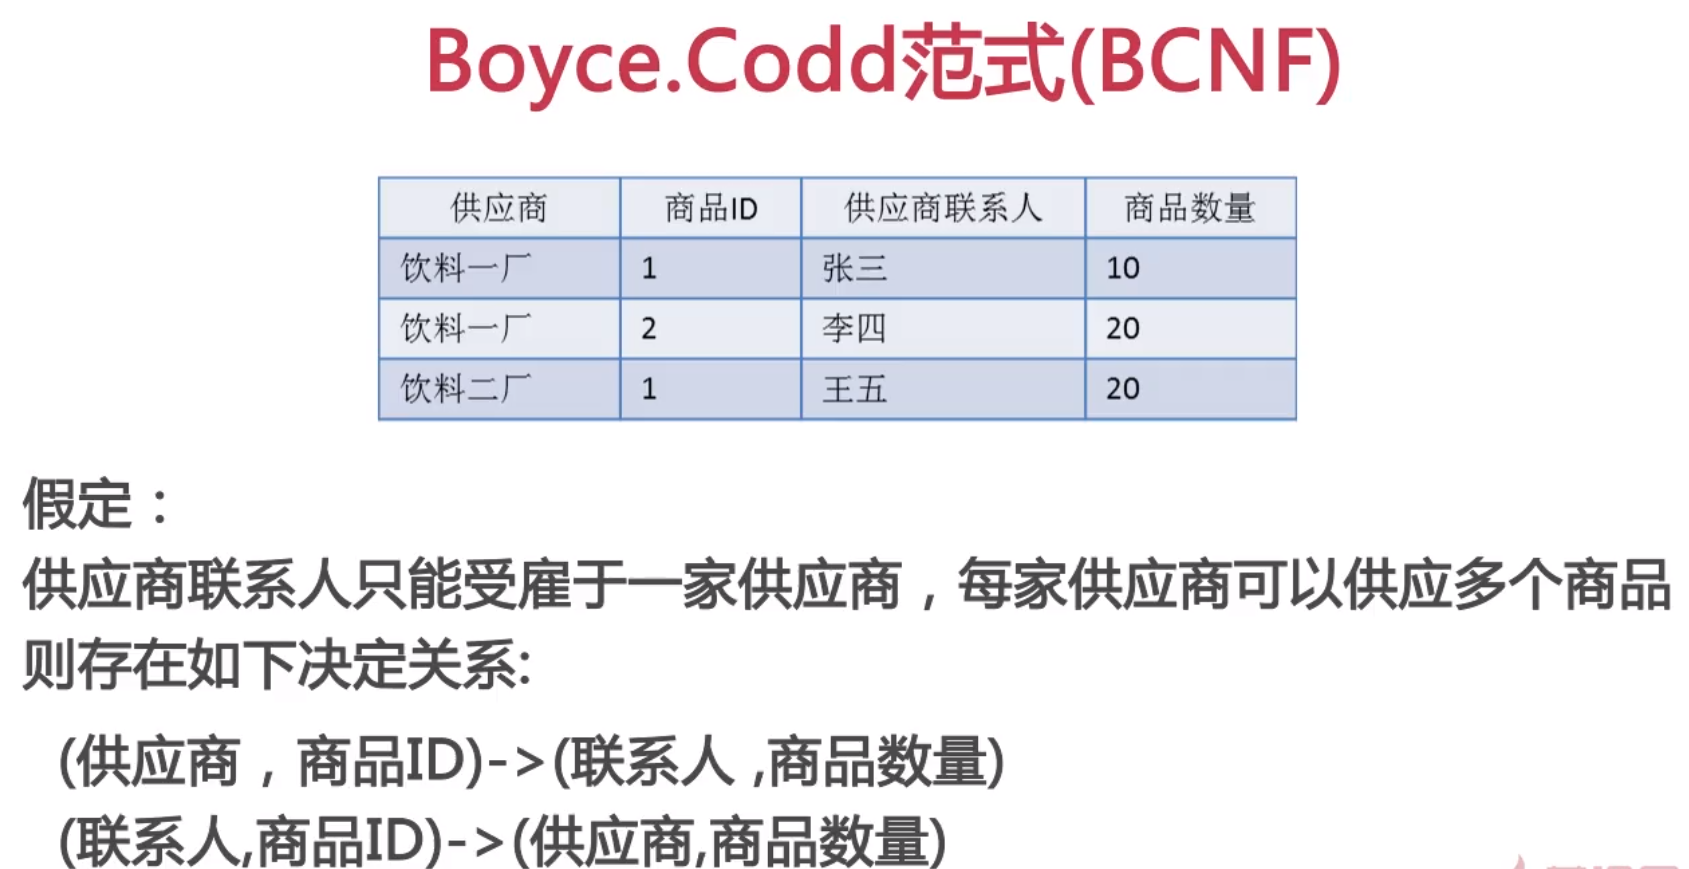 Boyce.Codd范式(BCNF)
供应商 商品ID 供应商联系人 商品数量
饮料一厂 1 张三 10
饮料一厂 2 李四 20
饮料二厂 1 王五 20
假定：
供应商联系人只能受雇于一家供应商，每家供应商可以供应多个商品
则存在如下决定关系:
(供应商，商品ID)->(联系人 ,商品数量)
(联系人,商品ID)->(供应商,商品数量)